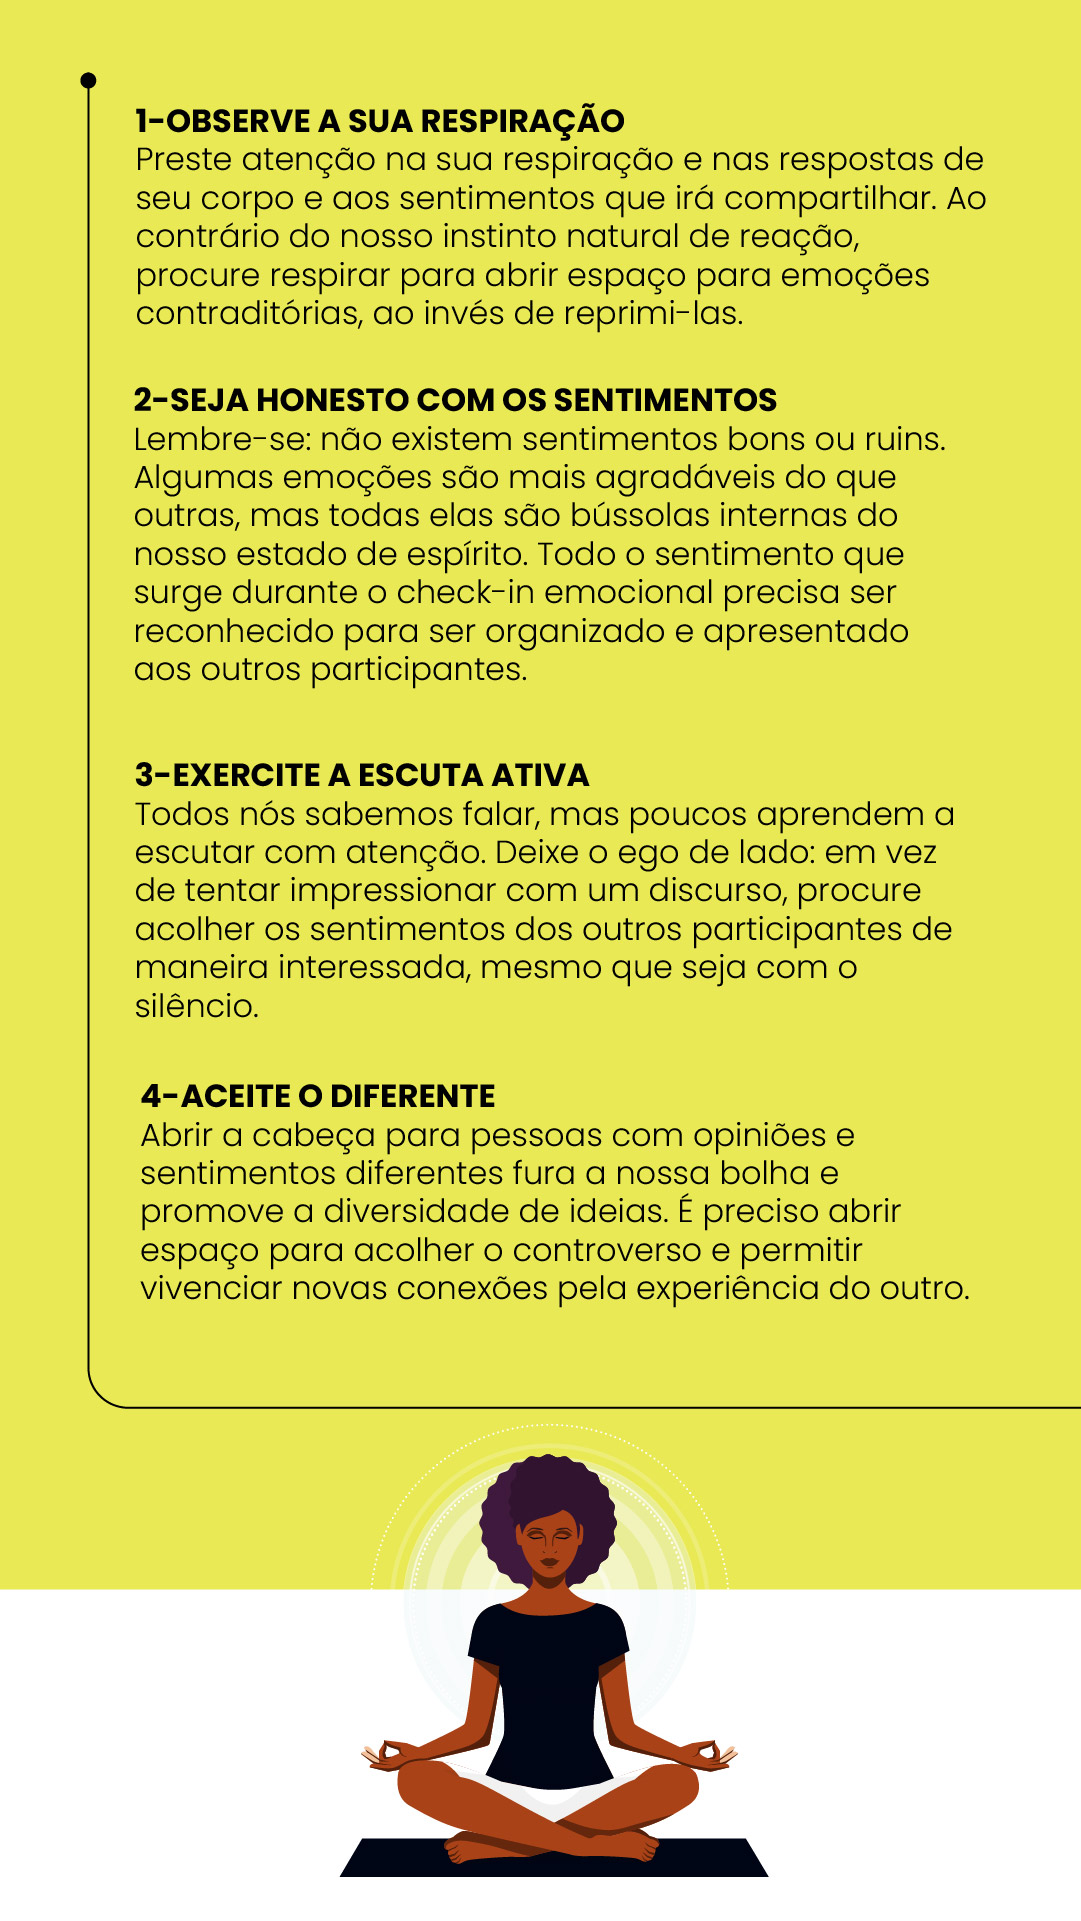 1-OBSERVE A SUA RESPIRAÇÃO
Preste atenção na sua respiração e nas respostas de
seu corpo e aos sentimentos que irá compartilhar. Ao
contrário do nosso instinto natural de reação,
procure respirar para abrir espaço para emoções
contraditórias, ao invés de reprimi-las.
2-SEJA HONESTO COM OS SENTIMENTOS
Lembre-se: não existem sentimentos bons ou ruins.
Algumas emoções são mais agradáveis do que
outras, mas todas elas são bússolas internas do
nosso estado de espírito. Todo o sentimento que
surge durante o check-in emocional precisa ser
reconhecido para ser organizado e apresentado
aos outros participantes.
3-EXERCITE A ESCUTA ATIVA
Todos nós sabemos falar, mas poucos aprendem a
escutar com atenção. Deixe o ego de lado: em vez
de tentar impressionar com um discurso, procure
acolher os sentimentos dos outros participantes de
maneira interessada, mesmo que seja com o
silêncio.
4-ACEITE O DIFERENTE
Abrir a cabeça para pessoas com opiniões e
sentimentos diferentes fura a nossa bolha e
promove a diversidade de ideias. É preciso abrir
espaço para acolher o controverso e permitir
vivenciar novas conexões pela experiência do outro.